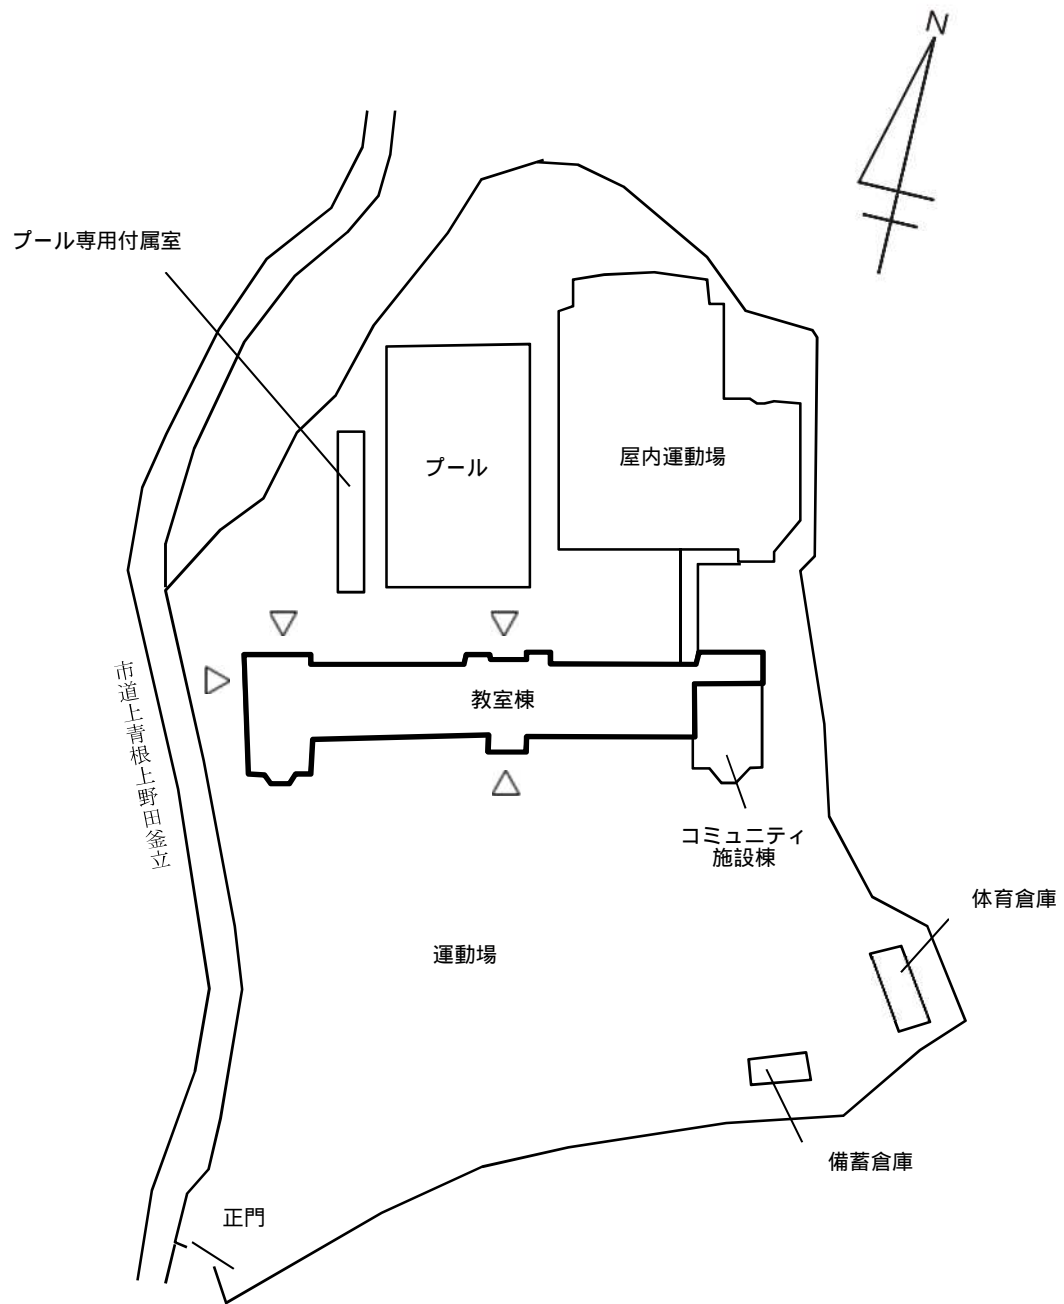 N
プール専用付属室
プール
屋内運動場
市道上青根上野田釜立
教室棟
コミュニティ
施設棟
体育倉庫
運動場
備蓄倉庫
正門